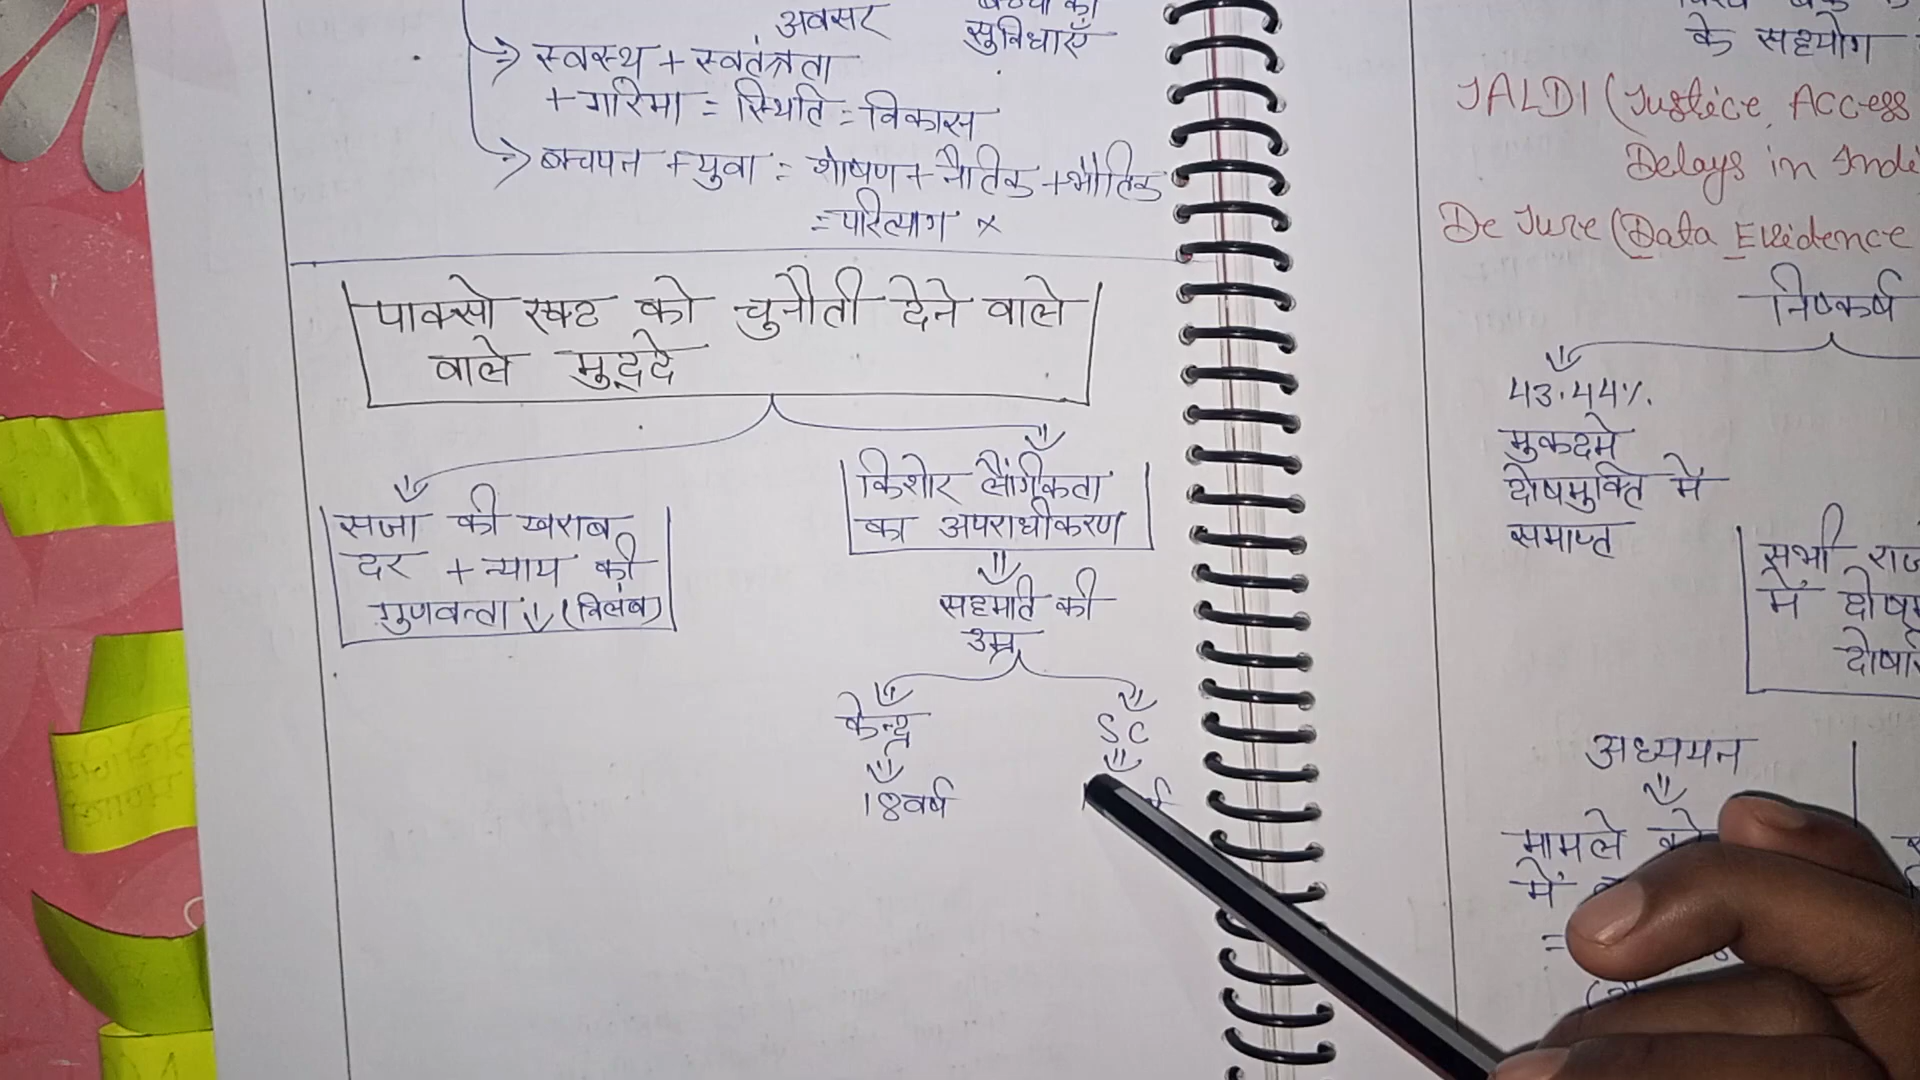 अवसर
सुविधाएँ
→ स्वस्थ + स्वतंत्रता
+ गरिमा = स्थिति = विकास
→ बचपन + युवा = शोषण + नैतिक + भौतिक
= परित्याग ×
पाक्सो एक्ट को चुनौती देने वाले
वाले मुद्दे
सजा की खराब
दर + न्याय की
गुणवत्ता ⇓ (विलंब)
किशोर लैंगीकता
का अपराधीकरण
सहमति की
उम्र
केन्द्र
18 वर्ष
SC
के सहयोग
JALDI (Justice, Access
Delays in Indi
De Jure (Data Evidence
निष्कर्ष
43.44%
मुकदमे
दोषमुक्ति में
समाप्त
सभी
में
अध्ययन
मामले
में